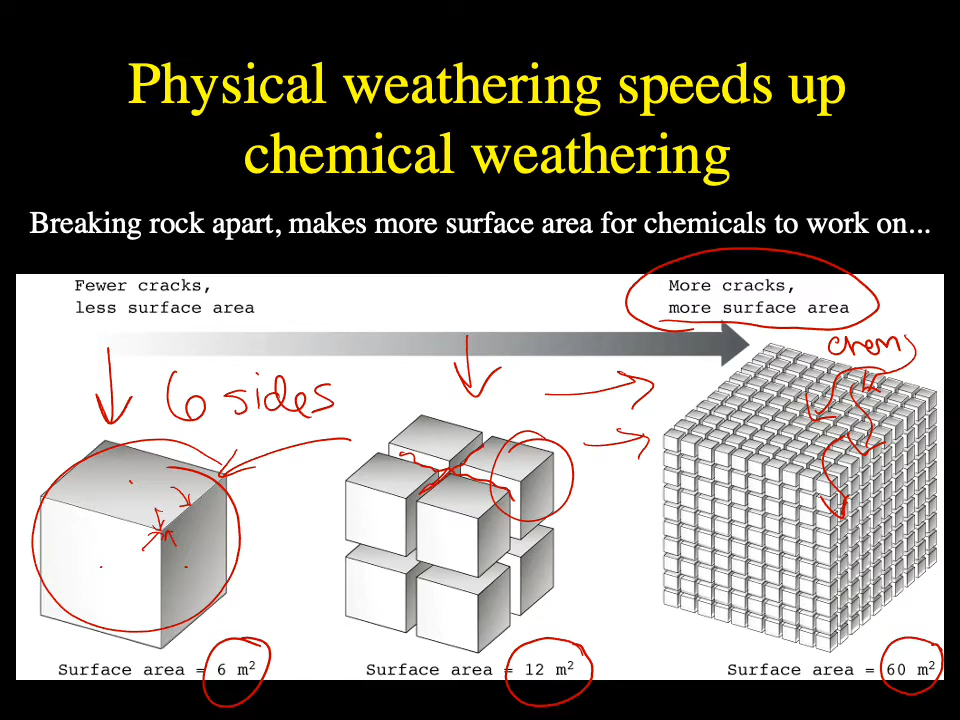 Physical weathering speeds up
chemical weathering
Breaking rock apart, makes more surface area for chemicals to work on...
Fewer cracks,
less surface area
More cracks,
more surface area
chem
6 sides
Surface area = 6 m²
Surface area = 12 m²
Surface area = 60 m²